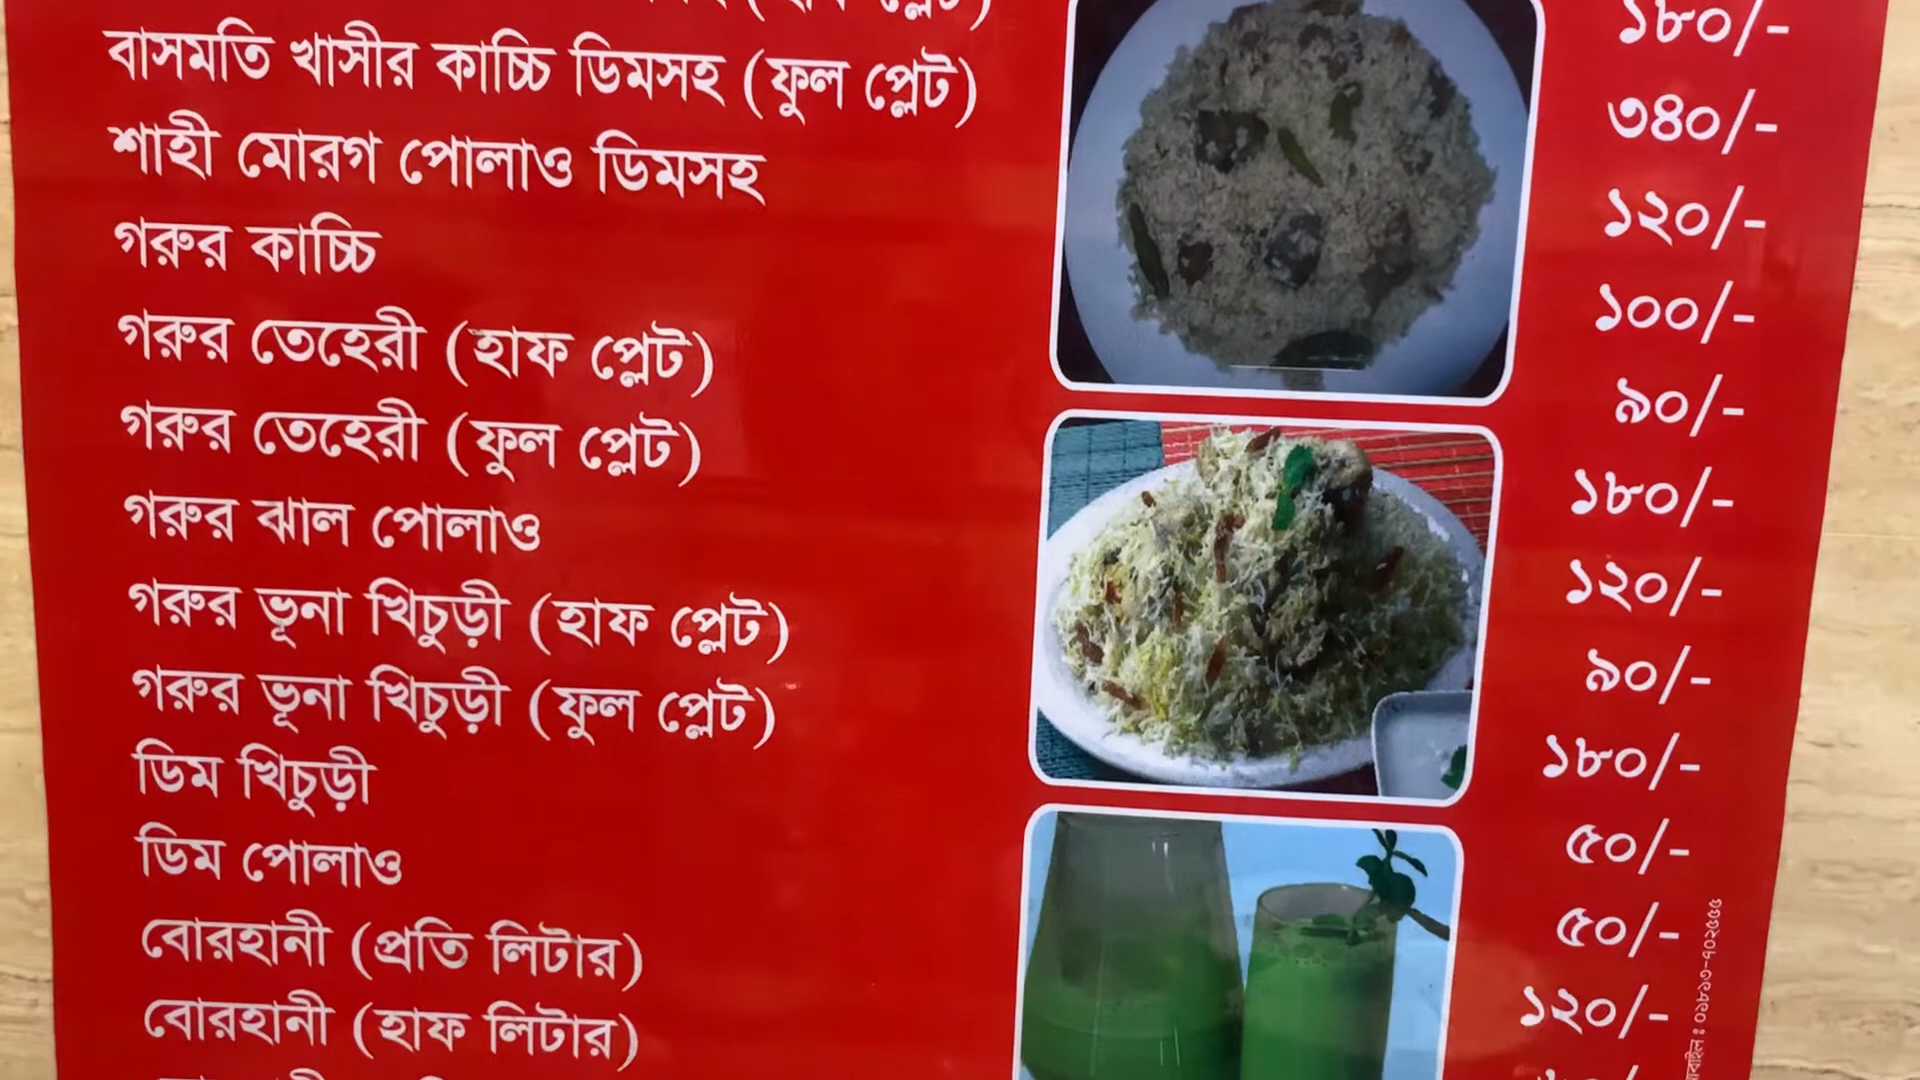 (হাফ প্লেট) ১৮০/-
বাসমতি খাসীর কাচ্চি ডিমসহ (ফুল প্লেট) ৩৪০/-
শাহী মোরগ পোলাও ডিমসহ ১২০/-
গরুর কাচ্চি ১০০/-
গরুর তেহেরী (হাফ প্লেট) ৯০/-
গরুর তেহেরী (ফুল প্লেট) ১৮০/-
গরুর ঝাল পোলাও ১২০/-
গরুর ভূনা খিচুড়ী (হাফ প্লেট) ৯০/-
গরুর ভূনা খিচুড়ী (ফুল প্লেট) ১৮০/-
ডিম খিচুড়ী ৫০/-
ডিম পোলাও ৫০/-
বোরহানী (প্রতি লিটার) ১২০/-
বোরহানী (হাফ লিটার)